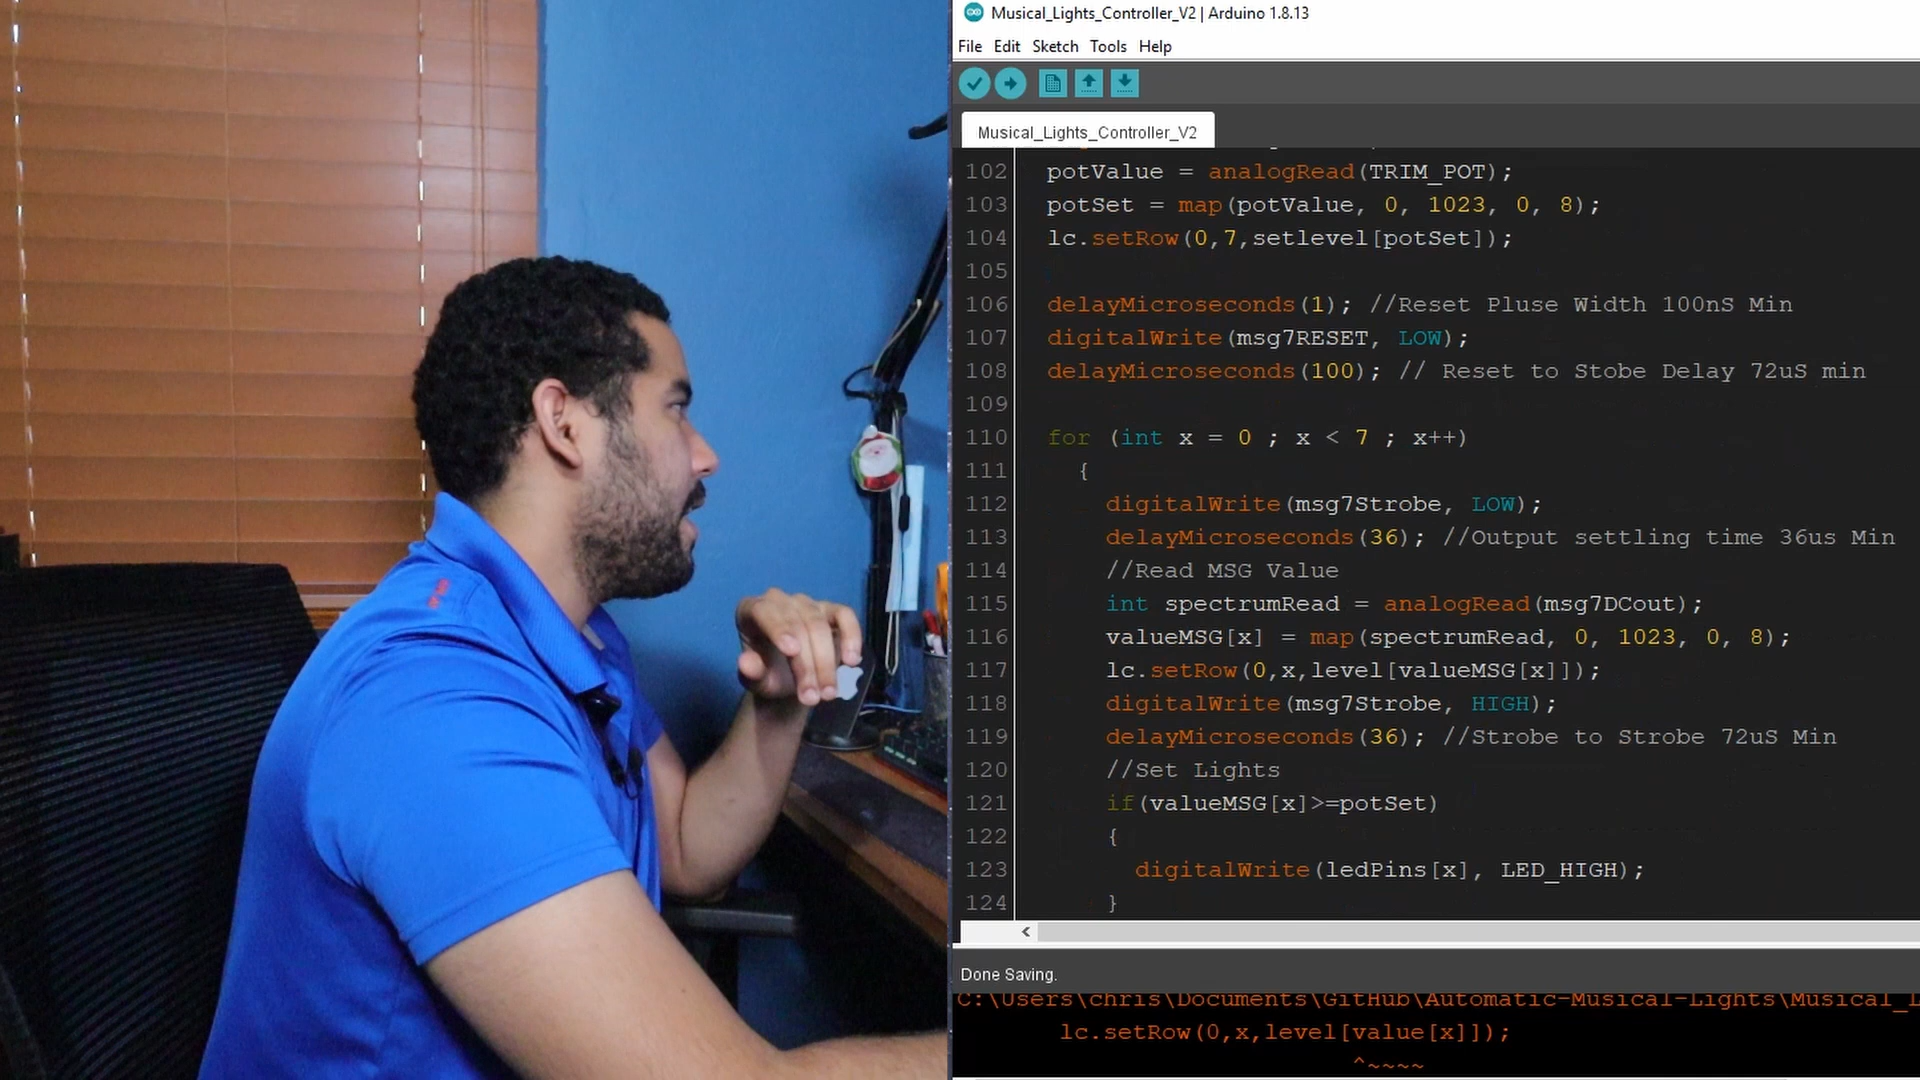 Musical_Lights_Controller_V2 | Arduino 1.8.13
File Edit Sketch Tools Help
Musical_Lights_Controller_V2
102 potValue = analogRead(TRIM_POT);
103 potSet = map(potValue, 0, 1023, 0, 8);
104 lc.setRow(0,7,setlevel[potSet]);
105
106 delayMicroseconds(1); //Reset Pluse Width 100nS Min
107 digitalWrite(msg7RESET, LOW);
108 delayMicroseconds(100); // Reset to Stobe Delay 72uS min
109
110 for (int x = 0 ; x < 7 ; x++)
111 {
112 digitalWrite(msg7Strobe, LOW);
113 delayMicroseconds(36); //Output settling time 36us Min
114 //Read MSG Value
115 int spectrumRead = analogRead(msg7DCout);
116 valueMSG[x] = map(spectrumRead, 0, 1023, 0, 8);
117 lc.setRow(0,x,level[valueMSG[x]]);
118 digitalWrite(msg7Strobe, HIGH);
119 delayMicroseconds(36); //Strobe to Strobe 72uS Min
120 //Set Lights
121 if(valueMSG[x]>=potSet)
122 {
123 digitalWrite(ledPins[x], LED_HIGH);
124 }
Done Saving.
C:\Users\chris\Documents\GitHub\Automatic-Musical-Lights\Musical_L
lc.setRow(0,x,level[value[x]]);
^~~~~